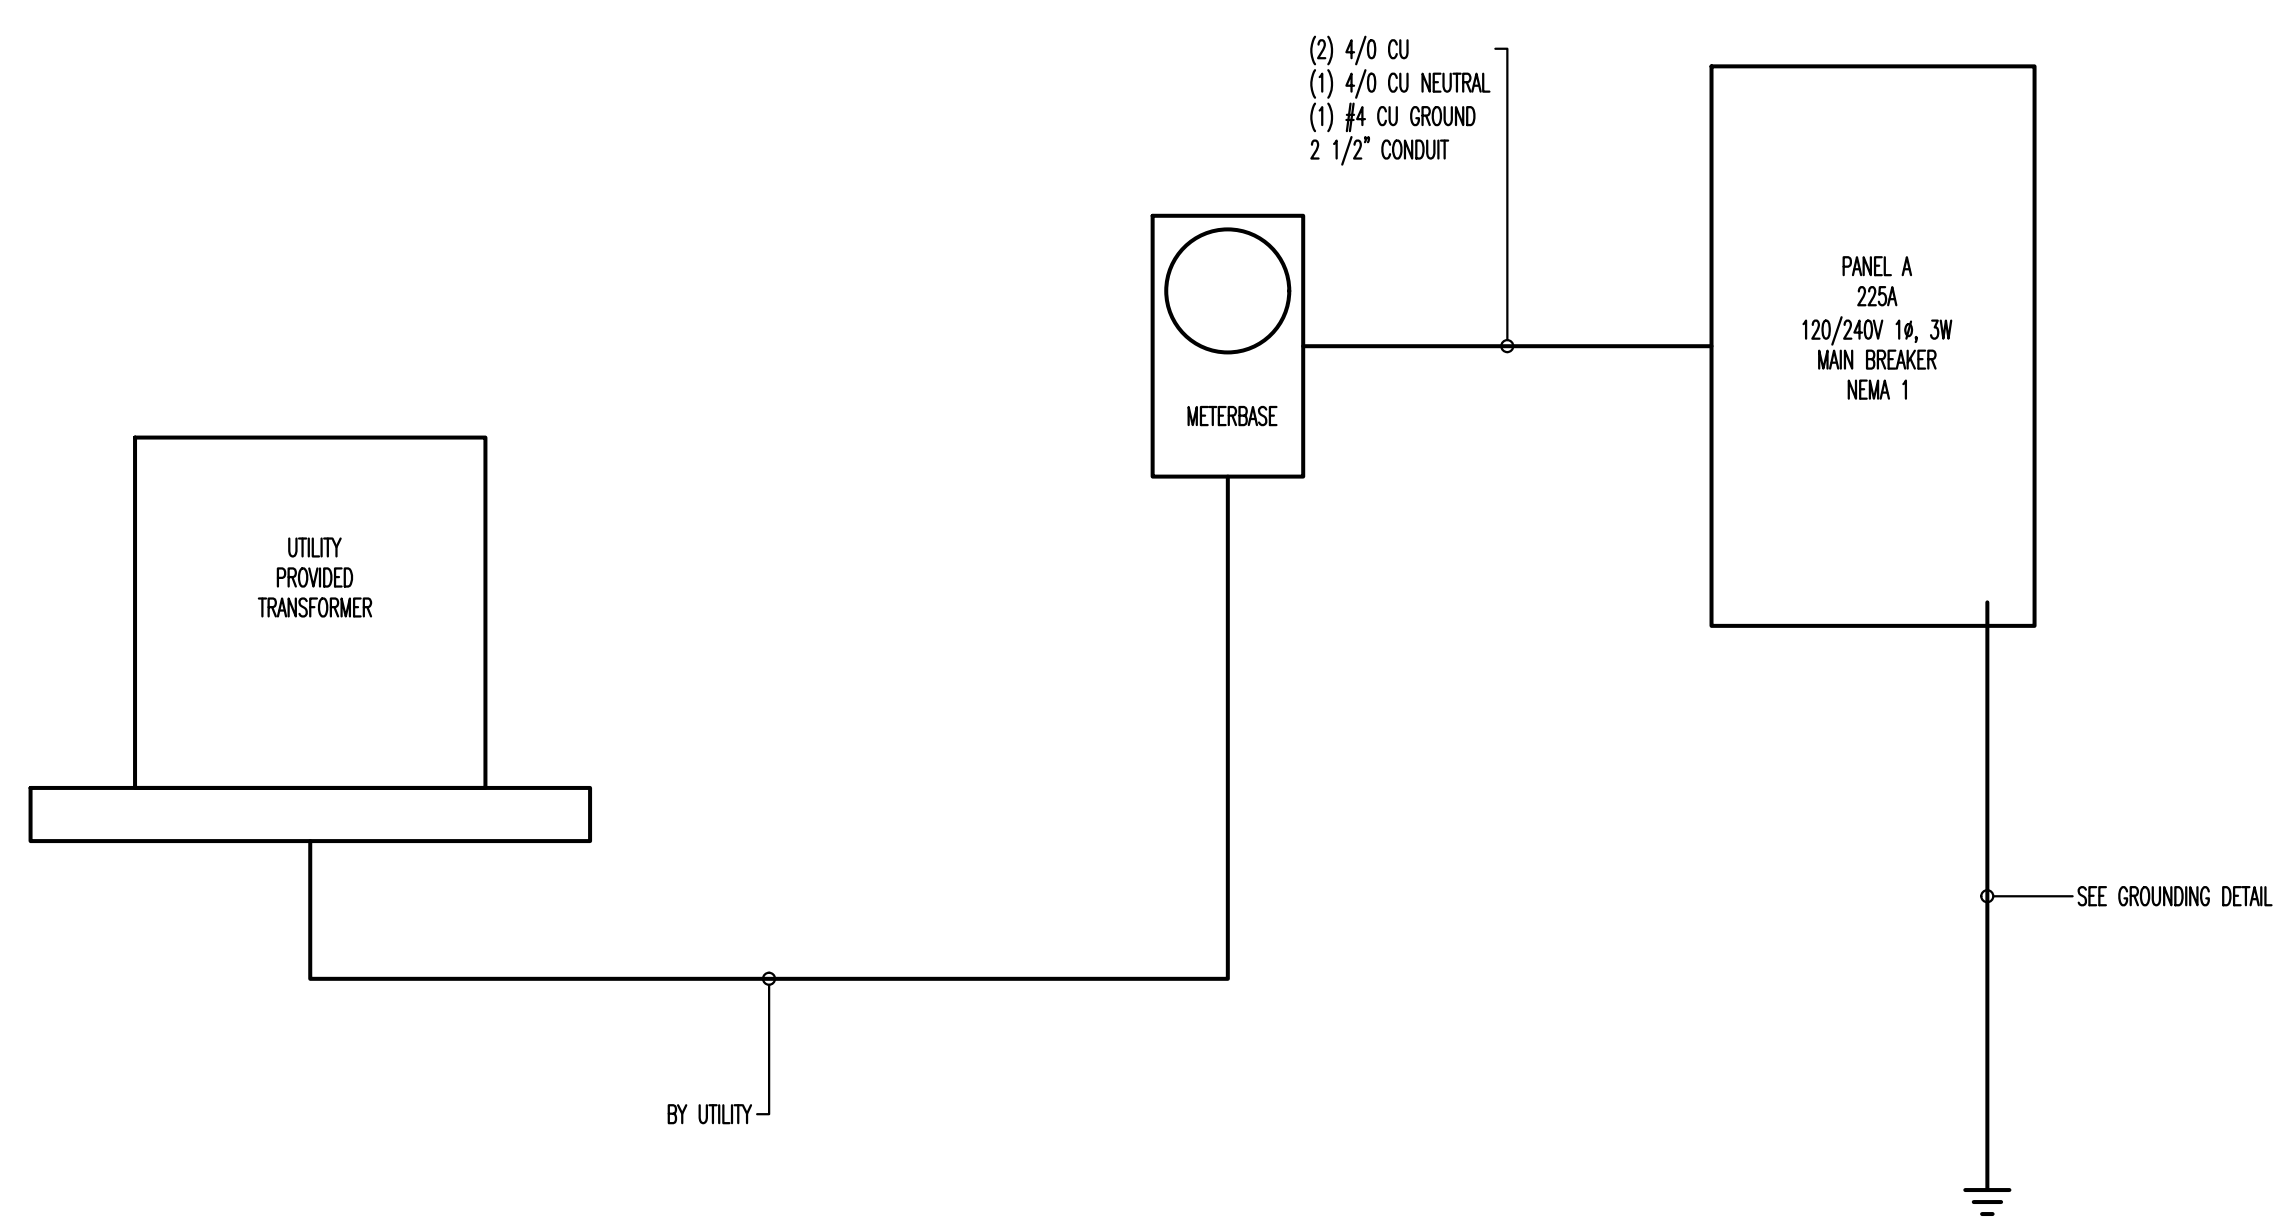 (2) 4/0 CU
(1) 4/0 CU NEUTRAL
(1) #4 CU GROUND
2 1/2" CONDUIT
PANEL A
225A
120/240V 1ø, 3W
MAIN BREAKER
NEMA 1
METERBASE
UTILITY
PROVIDED
TRANSFORMER
SEE GROUNDING DETAIL
BY UTILITY